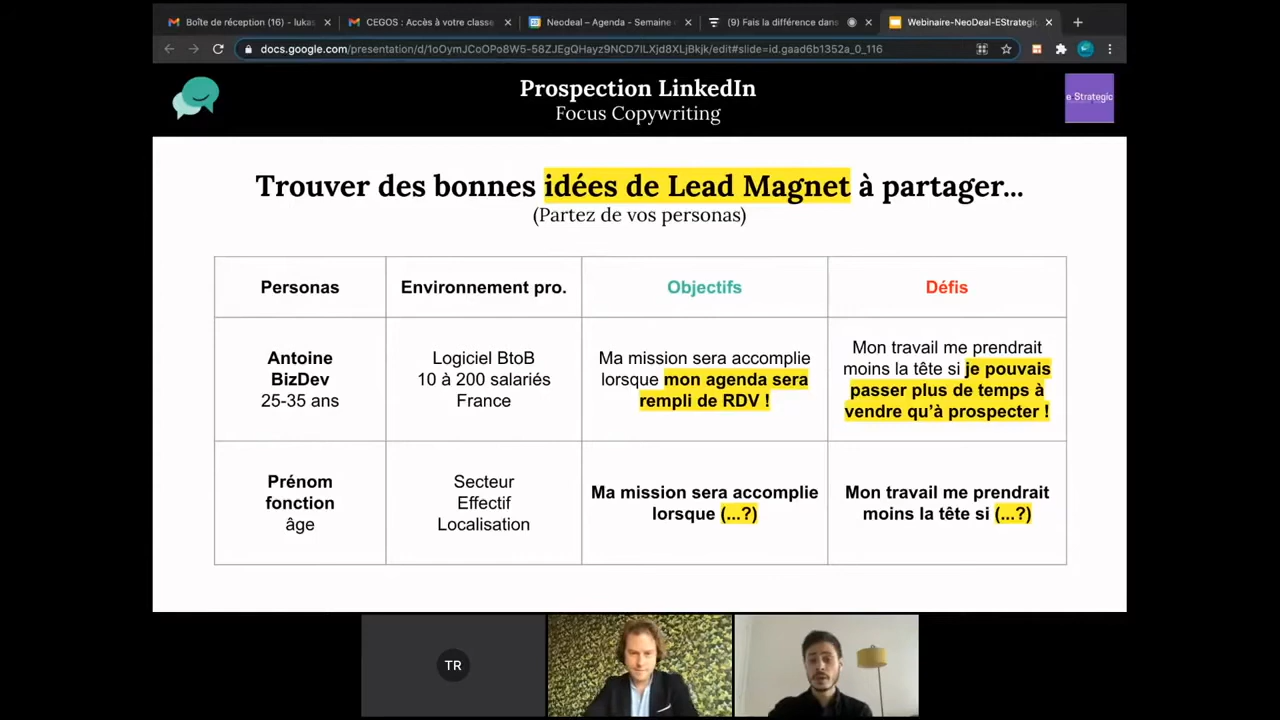 Boîte de réception (16) - lukas
CEGOS : Accès à votre classe
Neodeal – Agenda - Semaine d
(9) Fais la différence dans
Webinaire-NeoDeal-EStrategic
docs.google.com/presentation/d/1oOymJCoOPo8W5-58ZJEgQHayz9NCD7ILXjd8XLjBkjk/edit#slide=id.gaad6b1352a_0_116
Prospection LinkedIn
Focus Copywriting
e Strategic
Trouver des bonnes idées de Lead Magnet à partager...
(Partez de vos personas)
Personas
Environnement pro.
Objectifs
Défis
Antoine
BizDev
25-35 ans
Logiciel BtoB
10 à 200 salariés
France
Ma mission sera accomplie
lorsque mon agenda sera
rempli de RDV !
Mon travail me prendrait
moins la tête si je pouvais
passer plus de temps à
vendre qu’à prospecter !
Prénom
fonction
âge
Secteur
Effectif
Localisation
Ma mission sera accomplie
lorsque (...?)
Mon travail me prendrait
moins la tête si (...?)
TR